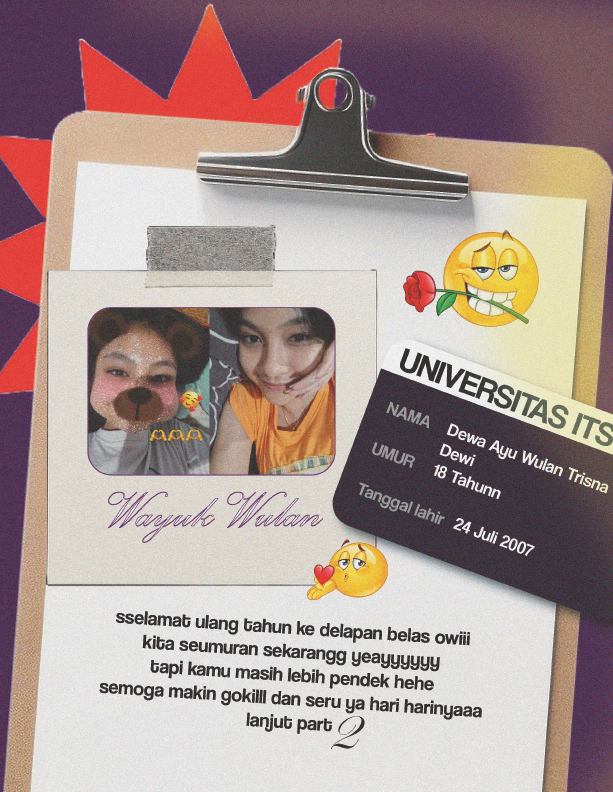 UNIVERSITAS ITS
NAMA Dewa Ayu Wulan Trisna
Dewi
UMUR 18 Tahunn
Tanggal lahir 24 Juli 2007
Wayuk Wulan
sselamat ulang tahun ke delapan belas owiii
kita seumuran sekarangg yeayyyyyy
tapi kamu masih lebih pendek hehe
semoga makin gokilll dan seru ya hari harinyaaa
lanjut part 2